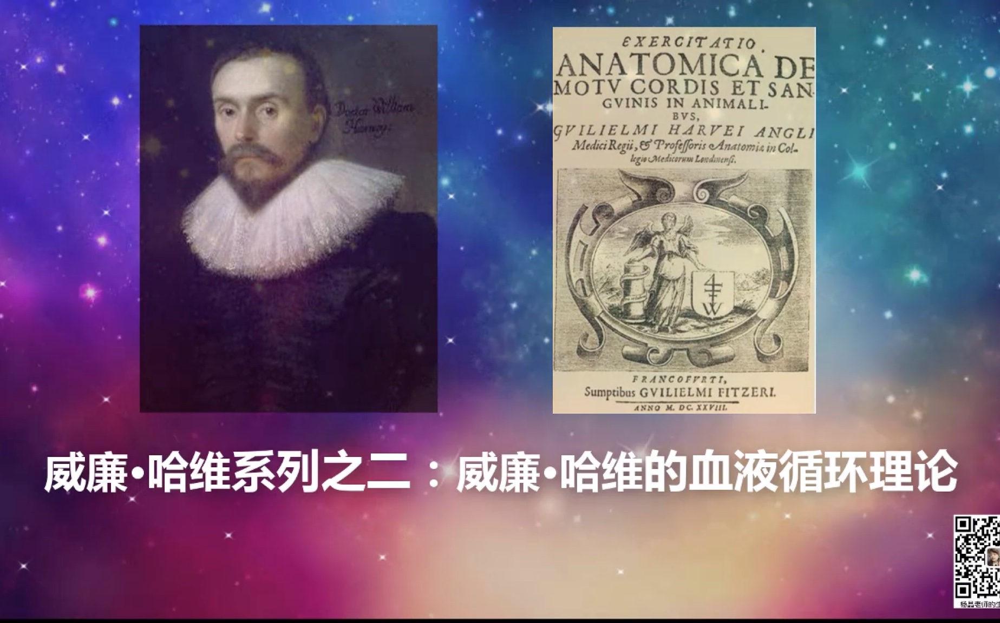 Doctor William
Harvey:
EXERCITATIO
ANATOMICA DE
MOTV CORDIS ET SAN-
GVINIS IN ANIMALI-
BVS,
GVILIELMI HARVEI ANGLI
Medici Regii, & Professoris Anatomiæ in Col-
legio Medicorum Londinensi.
4
F
W
FRANCOFVRTI,
Sumptibus GVILIELMI FITZERI.
ANNO M. DC. XXVIII.
威廉•哈维系列之二：威廉•哈维的血液循环理论
杨晶老师的生